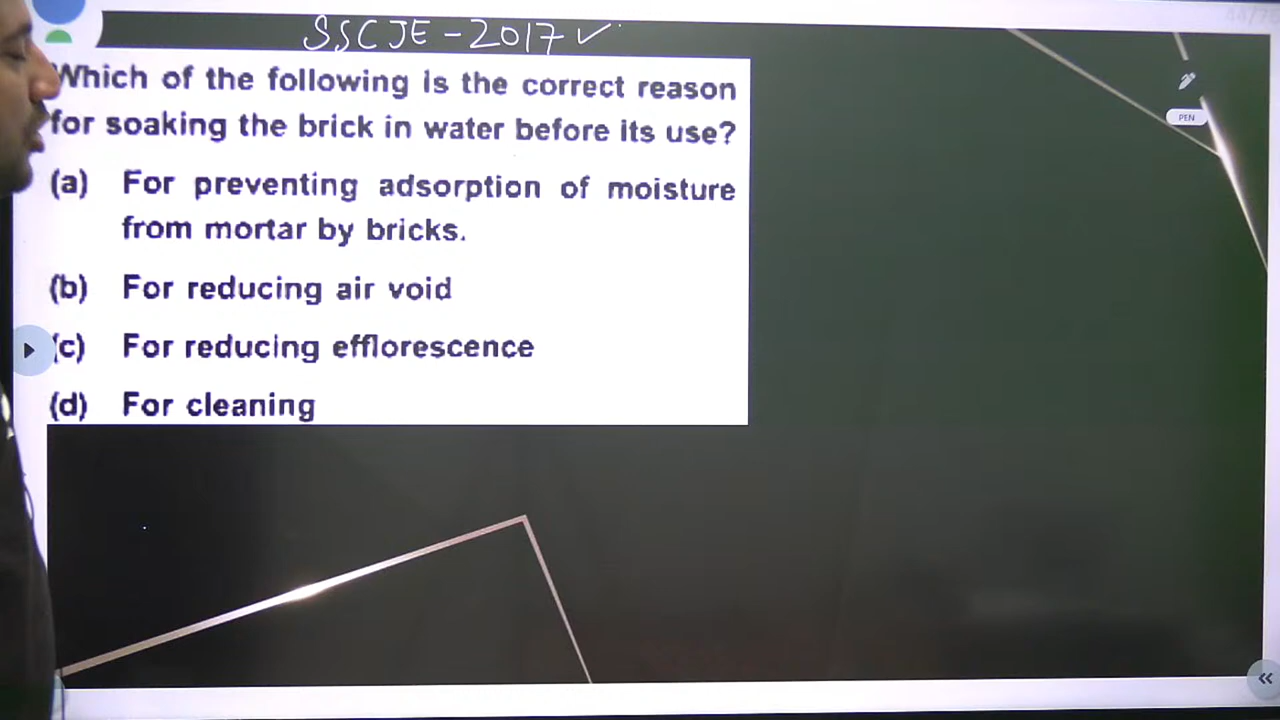 SSCJE-2017
Which of the following is the correct reason
for soaking the brick in water before its use?
(a) For preventing adsorption of moisture
from mortar by bricks.
(b) For reducing air void
(c) For reducing efflorescence
(d) For cleaning
PEN